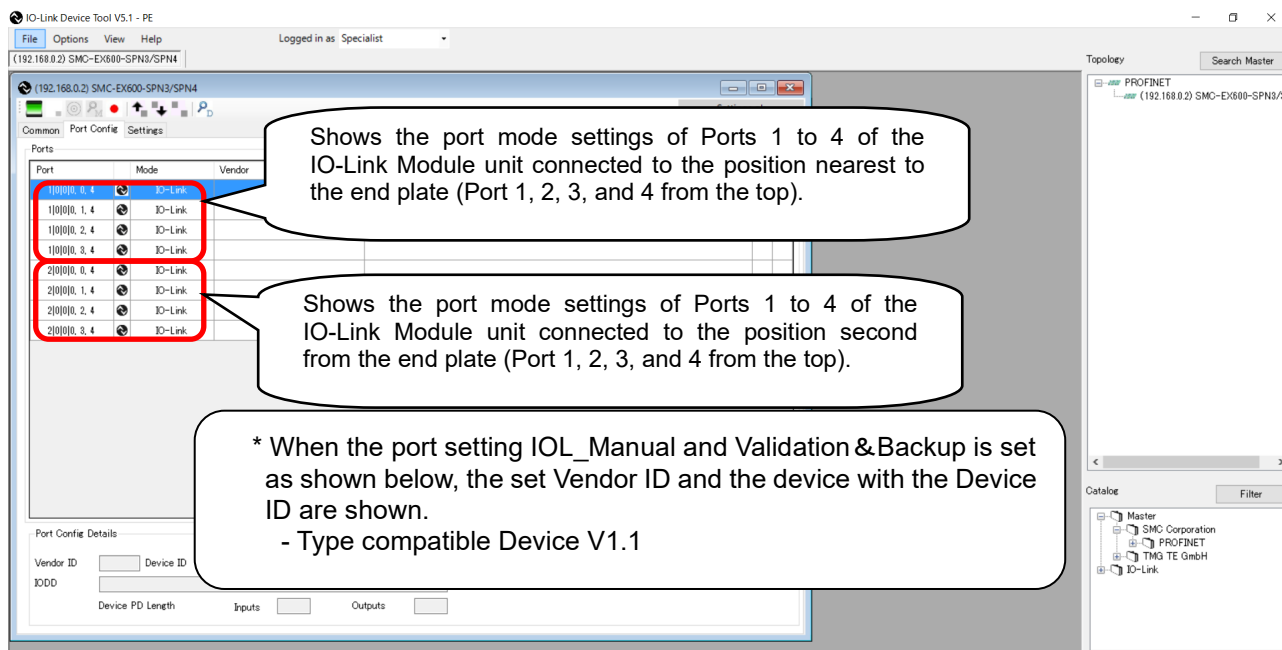 IO-Link Device Tool V5.1 - PE
File Options View Help Logged in as Specialist
(192.168.0.2) SMC-EX600-SPN3/SPN4
Topology Search Master
PROFINET
(192.168.0.2) SMC-EX600-SPN3/
(192.168.0.2) SMC-EX600-SPN3/SPN4
Common Port Config Settings
Ports
Port Mode Vendor
1|0|0|0, 0, 4 IO-Link
1|0|0|0, 1, 4 IO-Link
1|0|0|0, 2, 4 IO-Link
1|0|0|0, 3, 4 IO-Link
2|0|0|0, 0, 4 IO-Link
2|0|0|0, 1, 4 IO-Link
2|0|0|0, 2, 4 IO-Link
2|0|0|0, 3, 4 IO-Link
Shows the port mode settings of Ports 1 to 4 of the
IO-Link Module unit connected to the position nearest to
the end plate (Port 1, 2, 3, and 4 from the top).
Shows the port mode settings of Ports 1 to 4 of the
IO-Link Module unit connected to the position second
from the end plate (Port 1, 2, 3, and 4 from the top).
* When the port setting IOL_Manual and Validation&Backup is set
as shown below, the set Vendor ID and the device with the Device
ID are shown.
- Type compatible Device V1.1
Port Config Details
Vendor ID Device ID
IODD
Device PD Length Inputs Outputs
Catalog Filter
Master
SMC Corporation
PROFINET
TMG TE GmbH
IO-Link